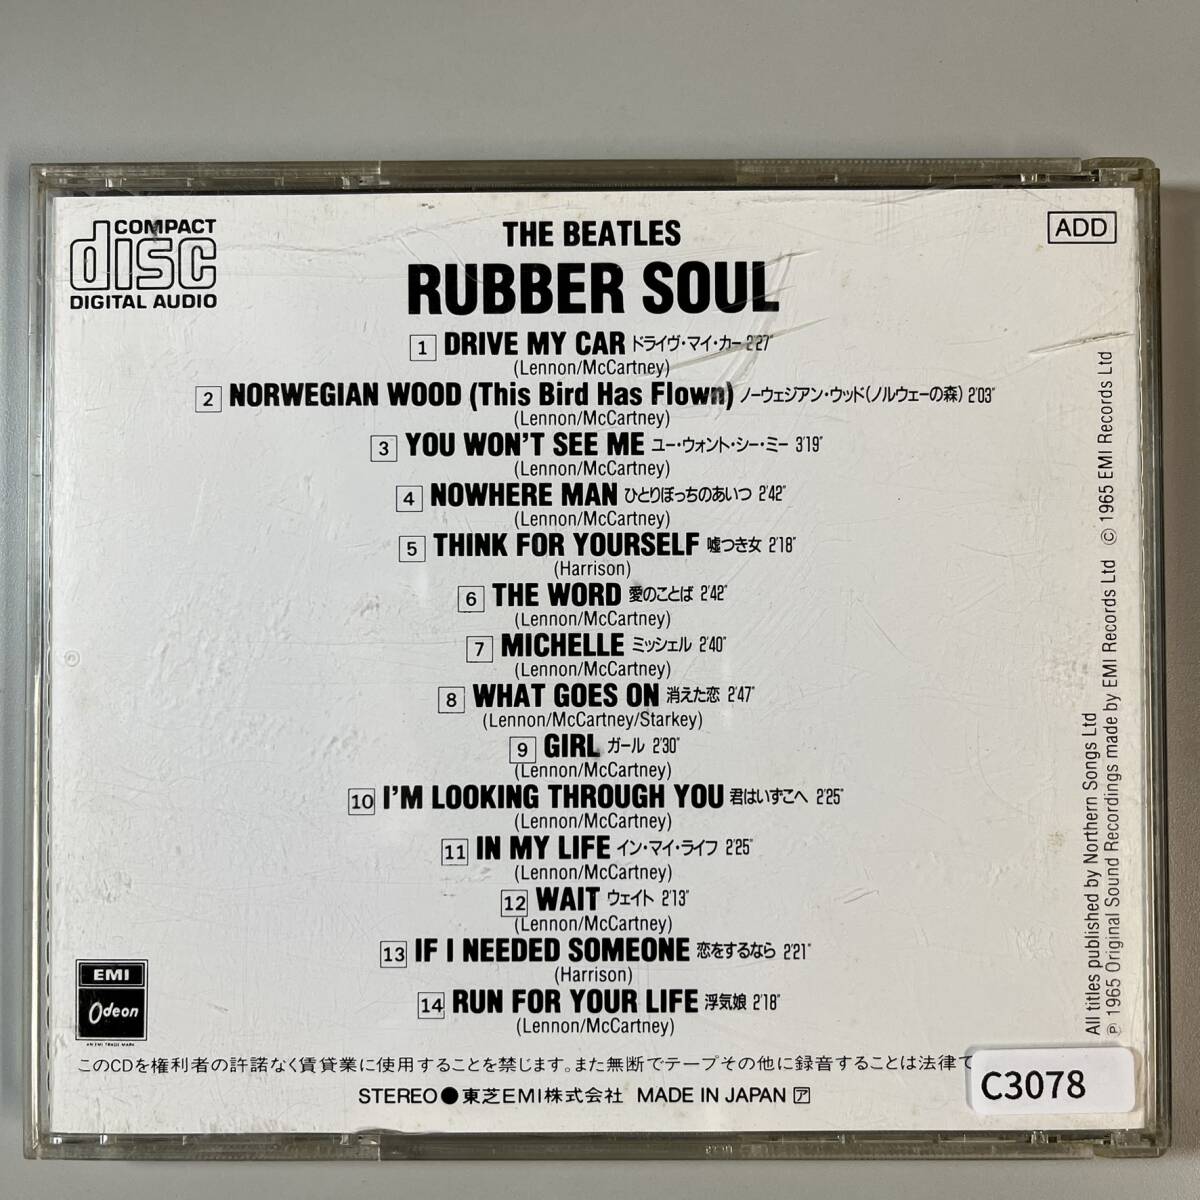 COMPACT
disc
DIGITAL AUDIO
ADD
THE BEATLES
RUBBER SOUL
1 DRIVE MY CAR ドライヴ・マイ・カー 2'27"
(Lennon/McCartney)
2 NORWEGIAN WOOD (This Bird Has Flown) ノーウェジアン・ウッド(ノルウェーの森) 2'03"
(Lennon/McCartney)
3 YOU WON'T SEE ME ユー・ウォント・シー・ミー 3'19"
(Lennon/McCartney)
4 NOWHERE MAN ひとりぼっちのあいつ 2'42"
(Lennon/McCartney)
5 THINK FOR YOURSELF 嘘つき女 2'18"
(Harrison)
6 THE WORD 愛のことば 2'42"
(Lennon/McCartney)
7 MICHELLE ミッシェル 2'40"
(Lennon/McCartney)
8 WHAT GOES ON 消えた恋 2'47"
(Lennon/McCartney/Starkey)
9 GIRL ガール 2'30"
(Lennon/McCartney)
10 I'M LOOKING THROUGH YOU 君はいずこへ 2'25"
(Lennon/McCartney)
11 IN MY LIFE イン・マイ・ライフ 2'25"
(Lennon/McCartney)
12 WAIT ウェイト 2'13"
(Lennon/McCartney)
13 IF I NEEDED SOMEONE 恋をするなら 2'21"
(Harrison)
14 RUN FOR YOUR LIFE 浮気娘 2'18"
(Lennon/McCartney)
All titles published by Northern Songs Ltd
℗ 1965 Original Sound Recordings made by EMI Records Ltd © 1965 EMI Records Ltd
EMI
Odeon
AN EMI TRADE MARK
このCDを権利者の許諾なく賃貸業に使用することを禁じます。また無断でテープその他に録音することは法律で
STEREO●東芝EMI株式会社 MADE IN JAPAN ア
C3078